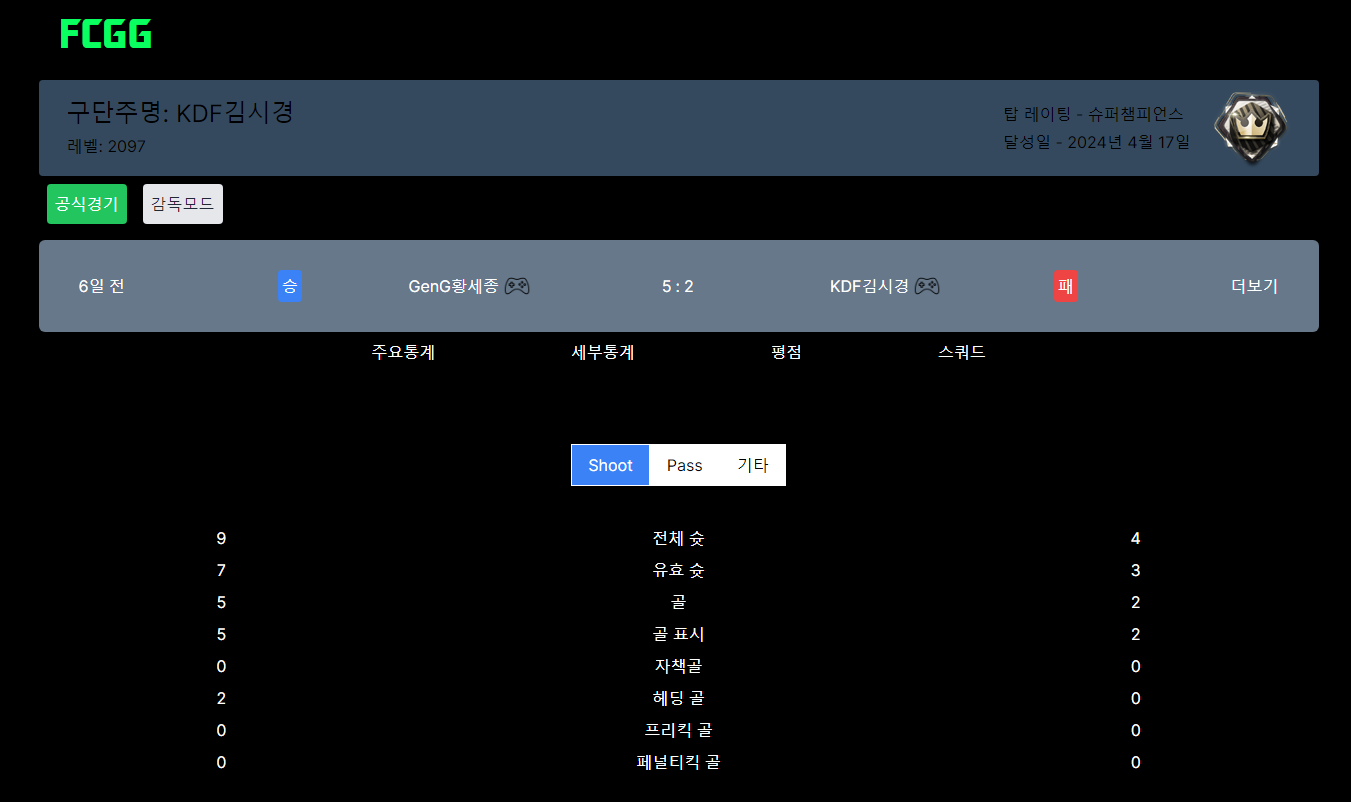 FCGG
구단주명: KDF김시경
레벨: 2097
탑 레이팅 - 슈퍼챔피언스
달성일 - 2024년 4월 17일
공식경기 감독모드
6일 전 승 GenG황세종 5 : 2 KDF김시경 패 더보기
주요통계 세부통계 평점 스쿼드
Shoot Pass 기타
9 전체 슛 4
7 유효 슛 3
5 골 2
5 골 표시 2
0 자책골 0
2 헤딩 골 0
0 프리킥 골 0
0 페널티킥 골 0